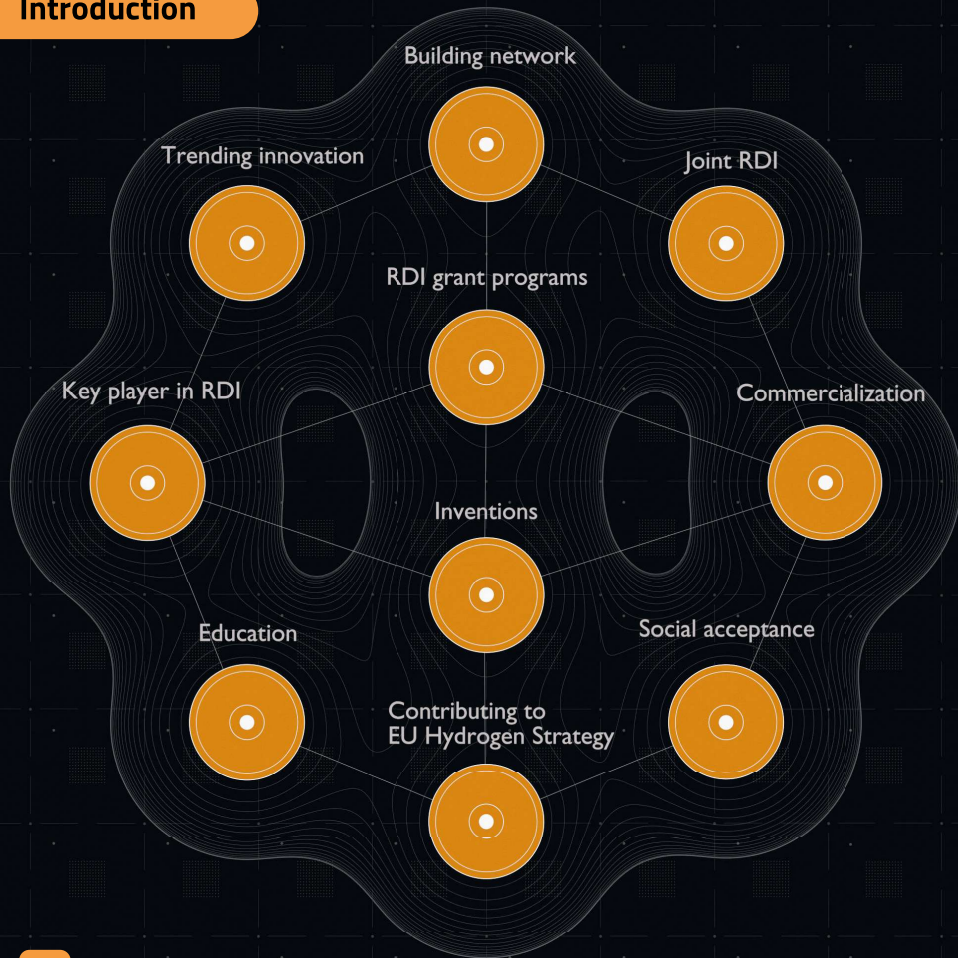 Introduction
Building network
Trending innovation
Joint RDI
RDI grant programs
Key player in RDI
Commercialization
Inventions
Education
Social acceptance
Contributing to
EU Hydrogen Strategy